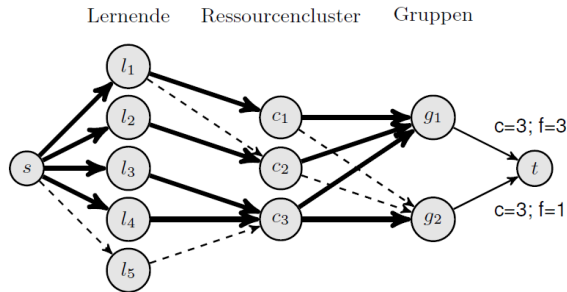 Lernende Ressourcencluster Gruppen
l₁
l₂ c₁ g₁ c=3; f=3
s l₃ c₂ t
l₄ c₃ g₂ c=3; f=1
l₅